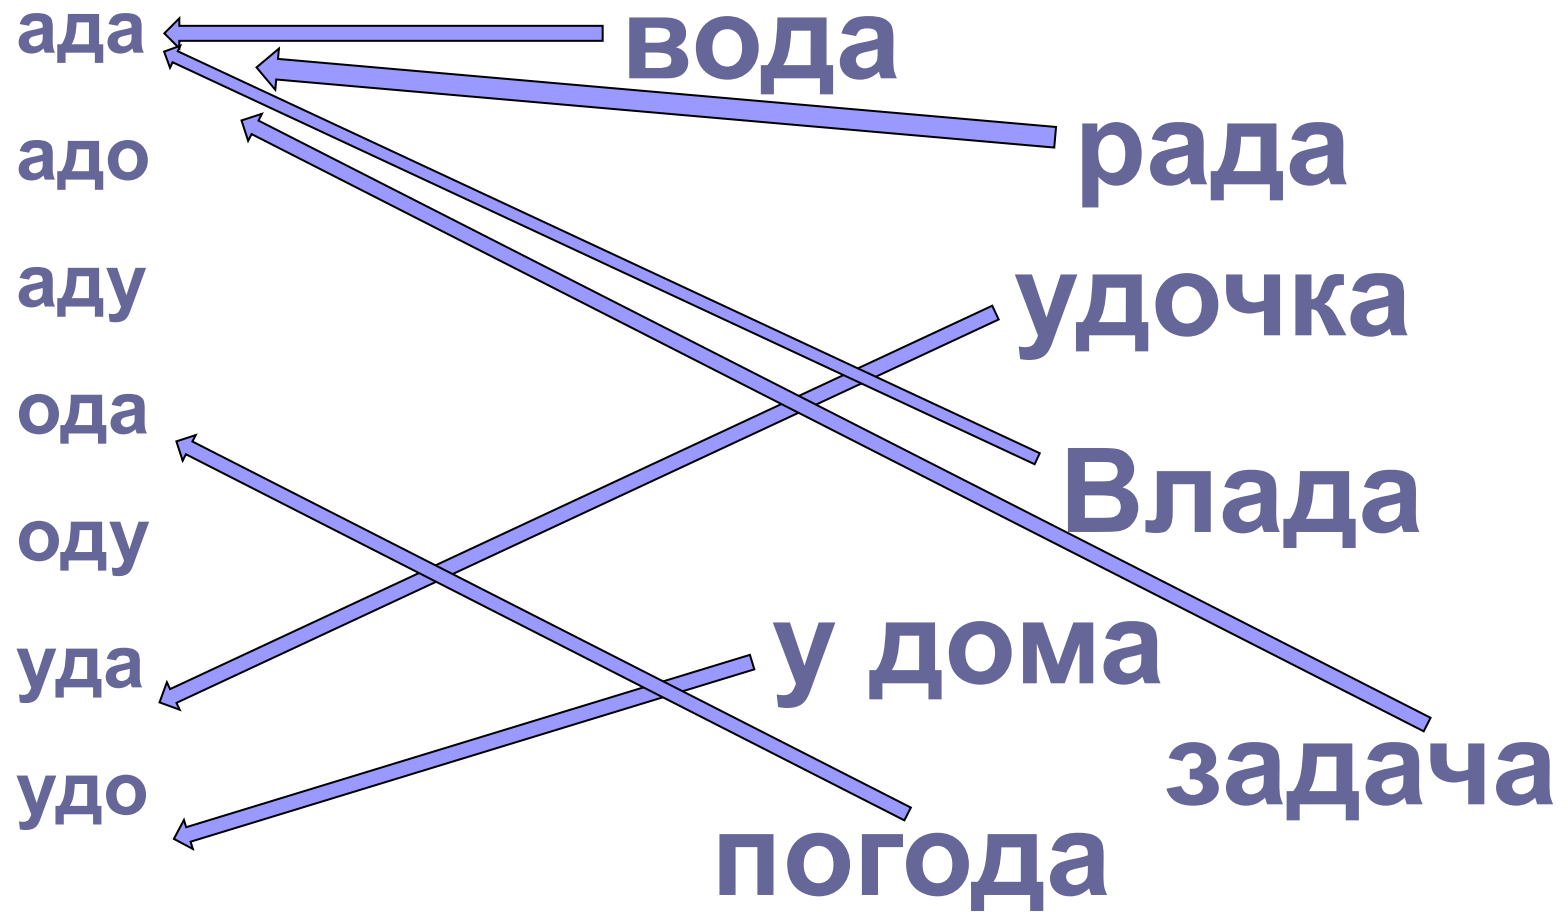 ада
адо
аду
ода
оду
уда
удо
вода
рада
удочка
Влада
у дома
задача
погода